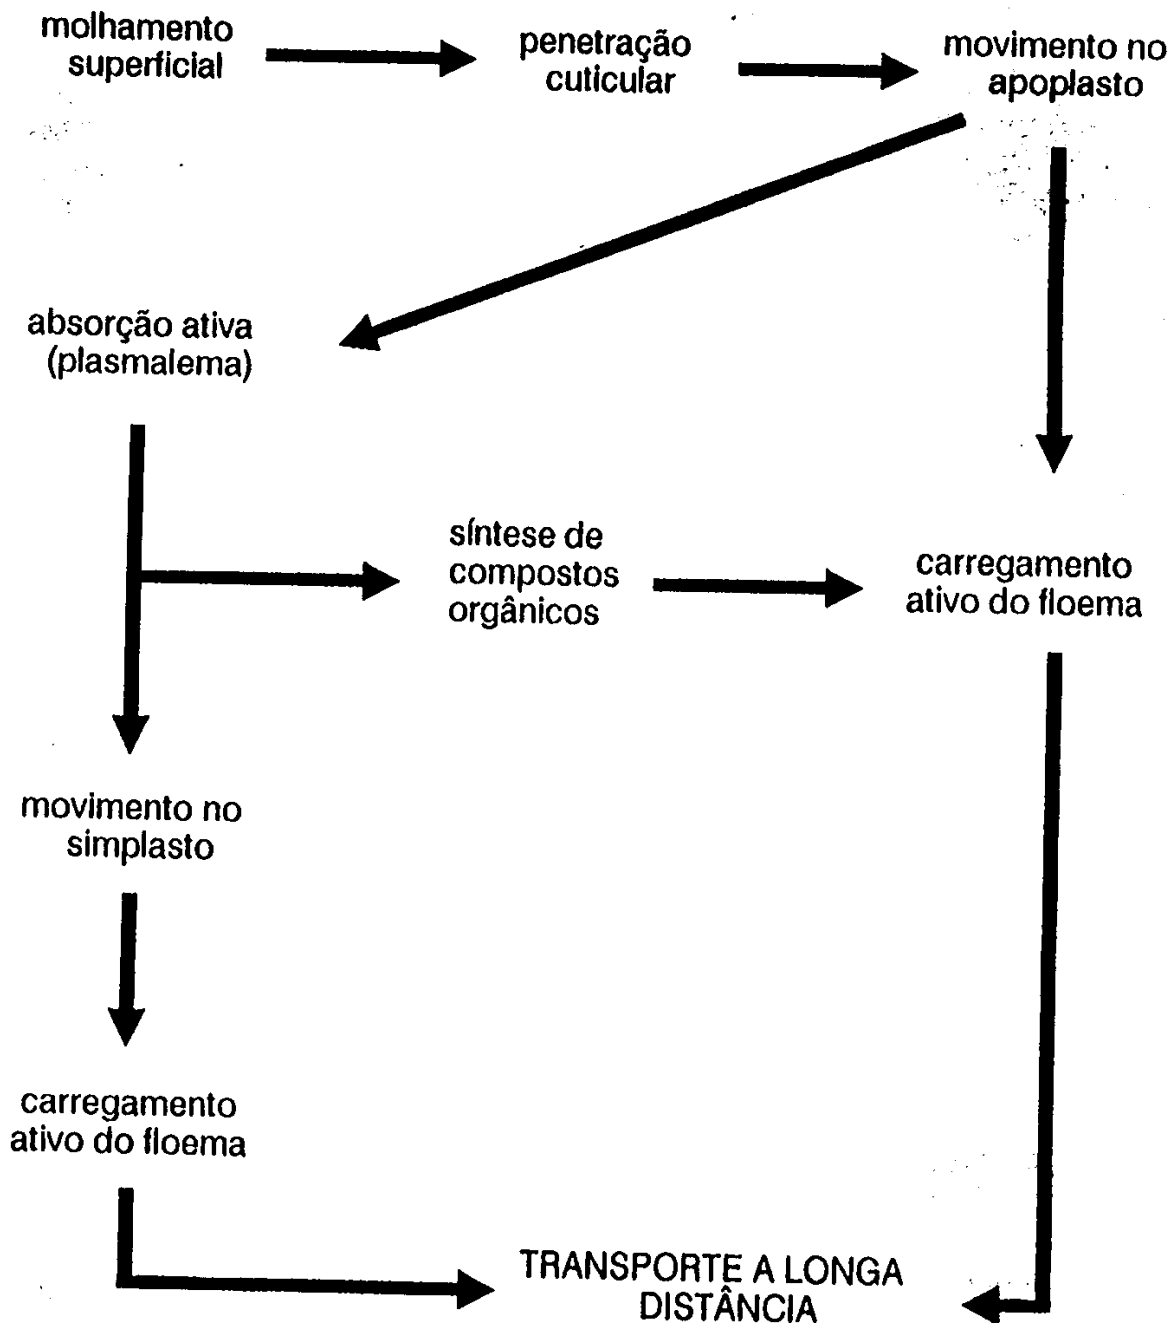 molhamento
superficial
penetração
cuticular
movimento no
apoplasto
absorção ativa
(plasmalema)
síntese de
compostos
orgânicos
carregamento
ativo do floema
movimento no
simplasto
carregamento
ativo do floema
TRANSPORTE A LONGA
DISTÂNCIA